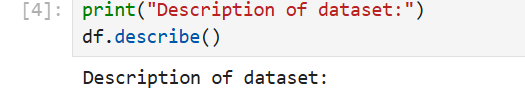 [4]: print("Description of dataset:")
df.describe()
Description of dataset: